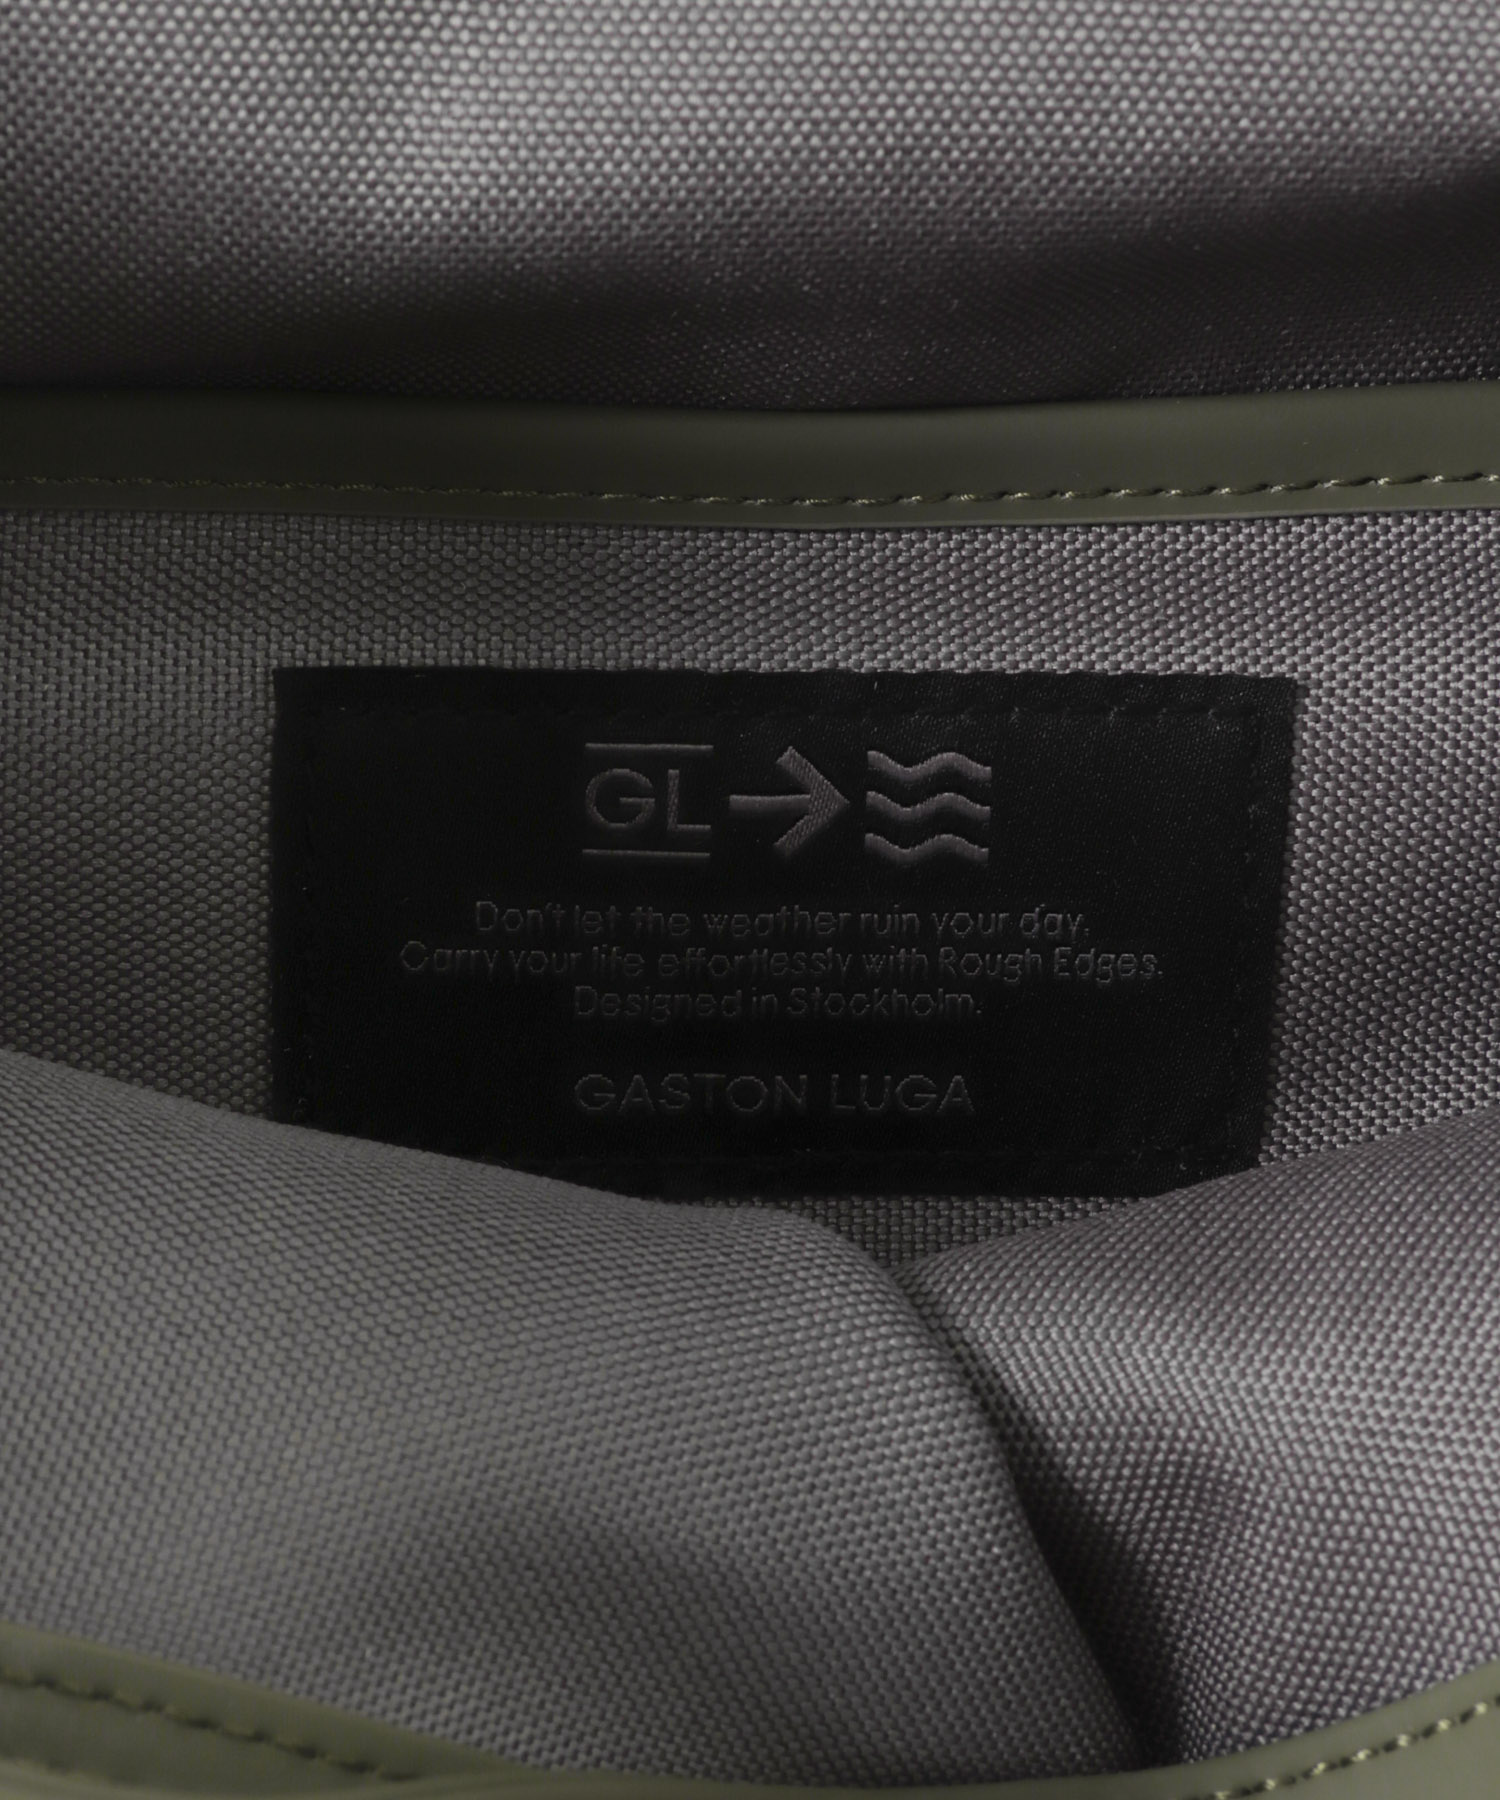 GL
Don't let the weather ruin your day.
Carry your life effortlessly with Rough Edges.
Designed in Stockholm.
GASTON LUGA